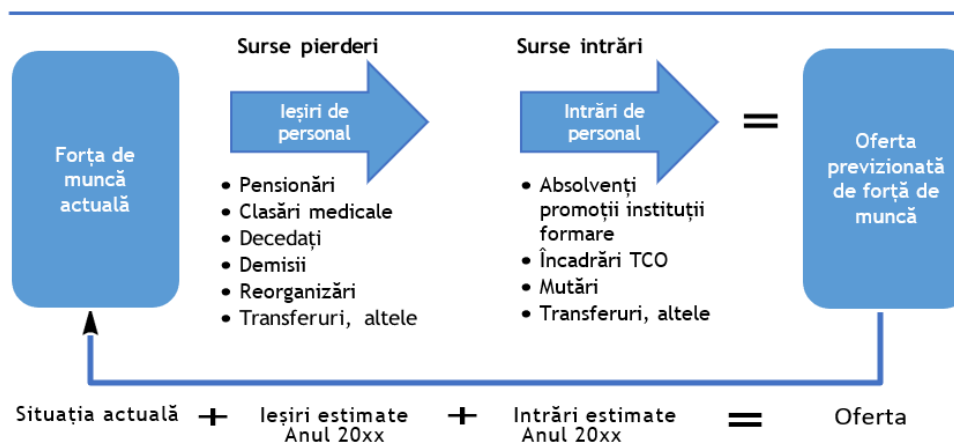 Surse pierderi
Surse intrări
Forța de
muncă
actuală
Ieșiri de
personal
• Pensionări
• Clasări medicale
• Decedați
• Demisii
• Reorganizări
• Transferuri, altele
Intrări de
personal
• Absolvenți
promoții instituții
formare
• Încadrări TCO
• Mutări
• Transferuri, altele
=
Oferta
previzionată
de forță de
muncă
Situația actuală + Ieșiri estimate + Intrări estimate = Oferta
Anul 20xx Anul 20xx